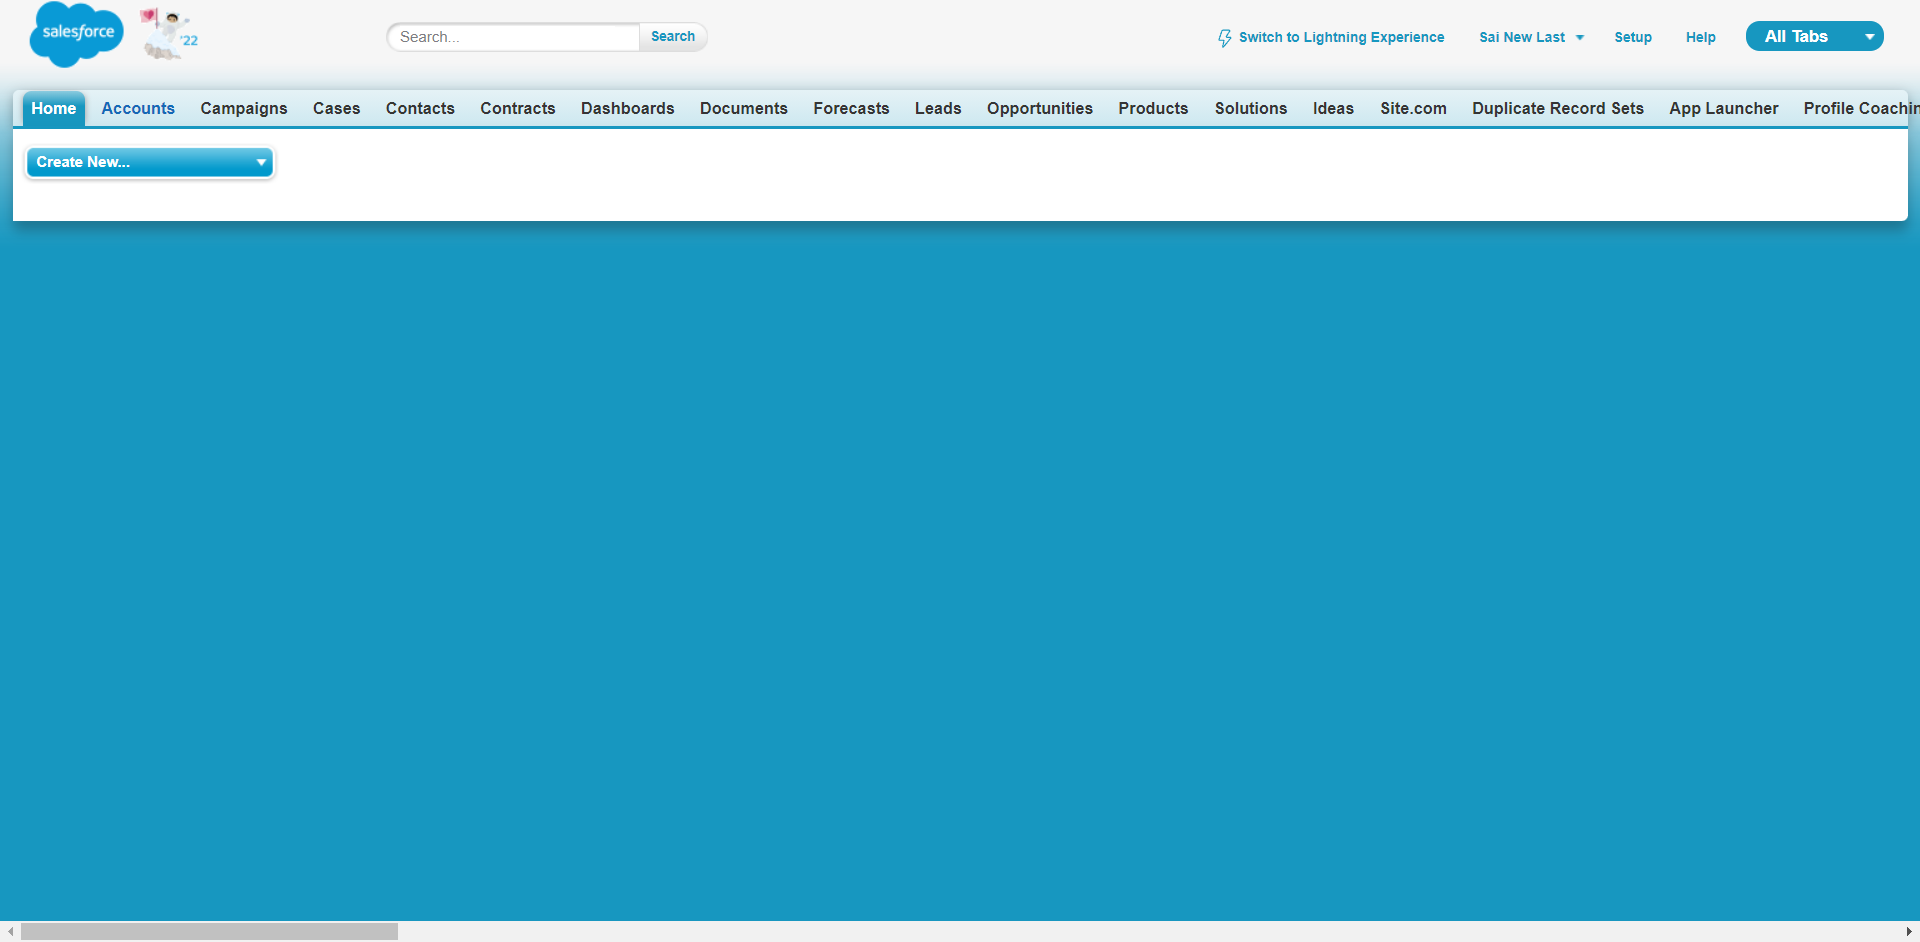 salesforce
'22
Search...
Search
Switch to Lightning Experience
Sai New Last
Setup
Help
All Tabs
Home Accounts Campaigns Cases Contacts Contracts Dashboards Documents Forecasts Leads Opportunities Products Solutions Ideas Site.com Duplicate Record Sets App Launcher Profile Coachin
Create New...